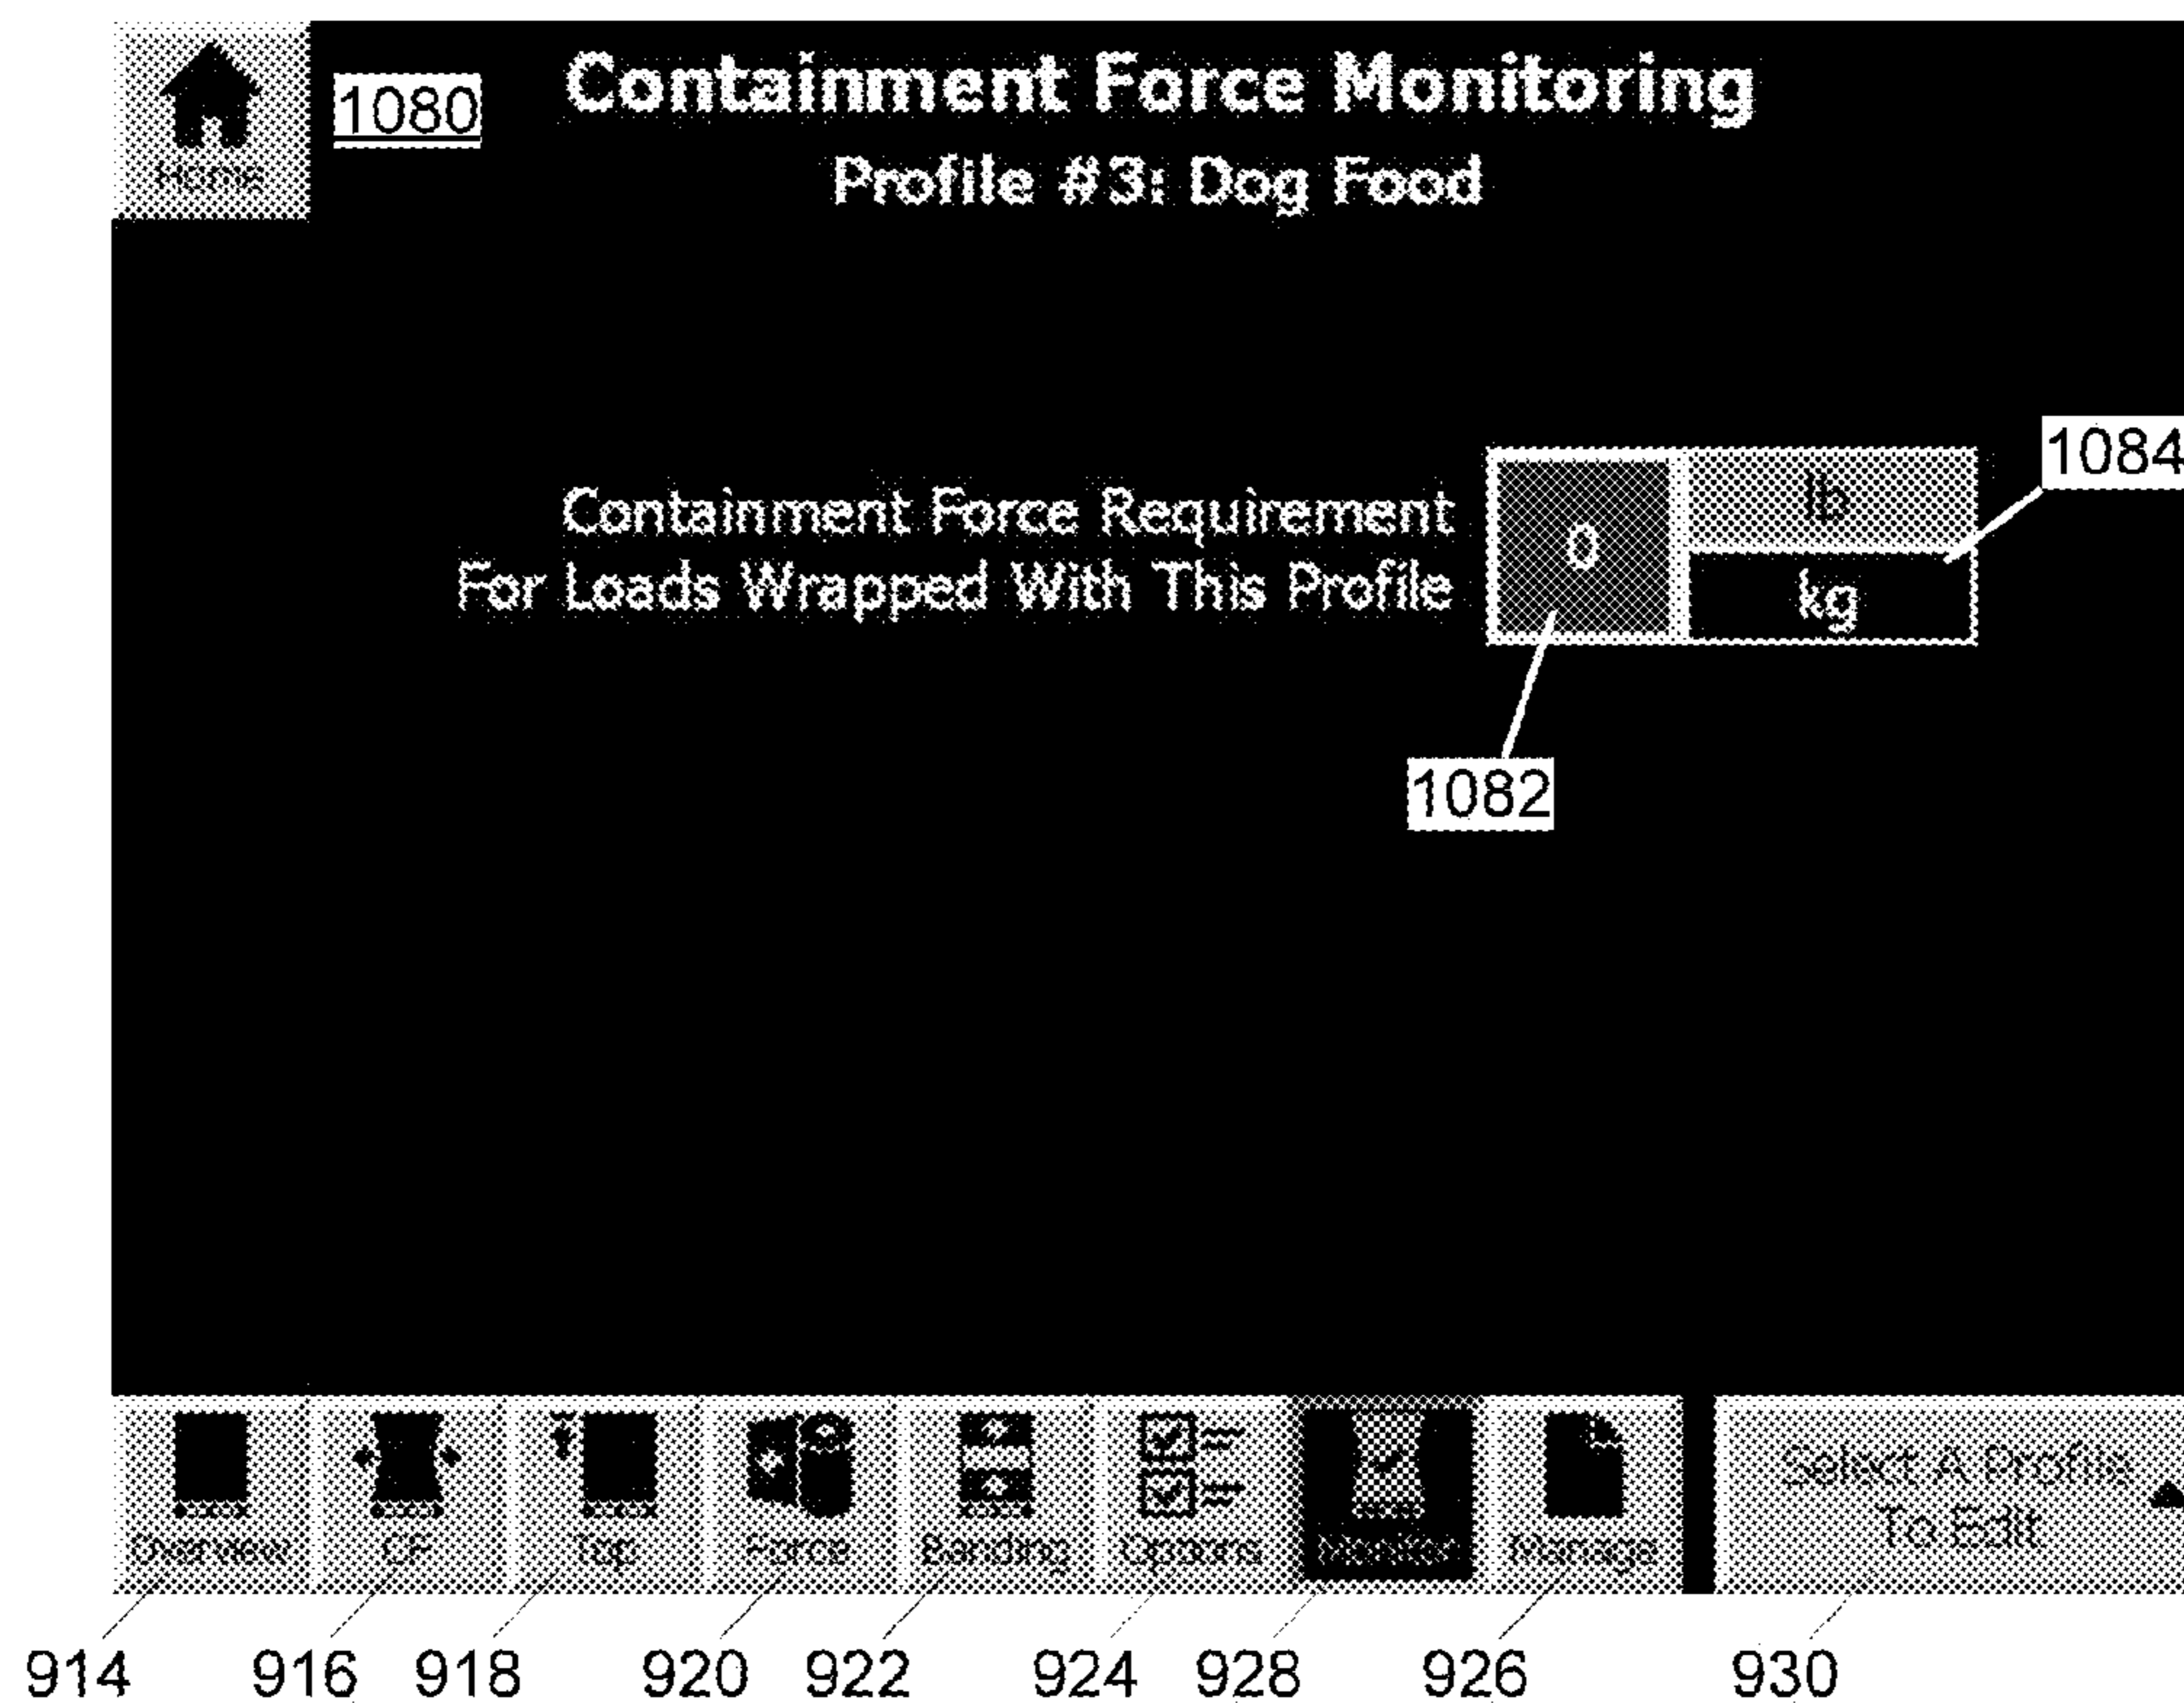 Home
1080
Containment Force Monitoring
Profile #3: Dog Food
Containment Force Requirement
For Loads Wrapped With This Profile
0
lb
kg
1084
1082
Overview
CF
Top
Force
Banding
Options
Monitor
Manage
Select A Profile
To Edit
914 916 918 920 922 924 928 926 930